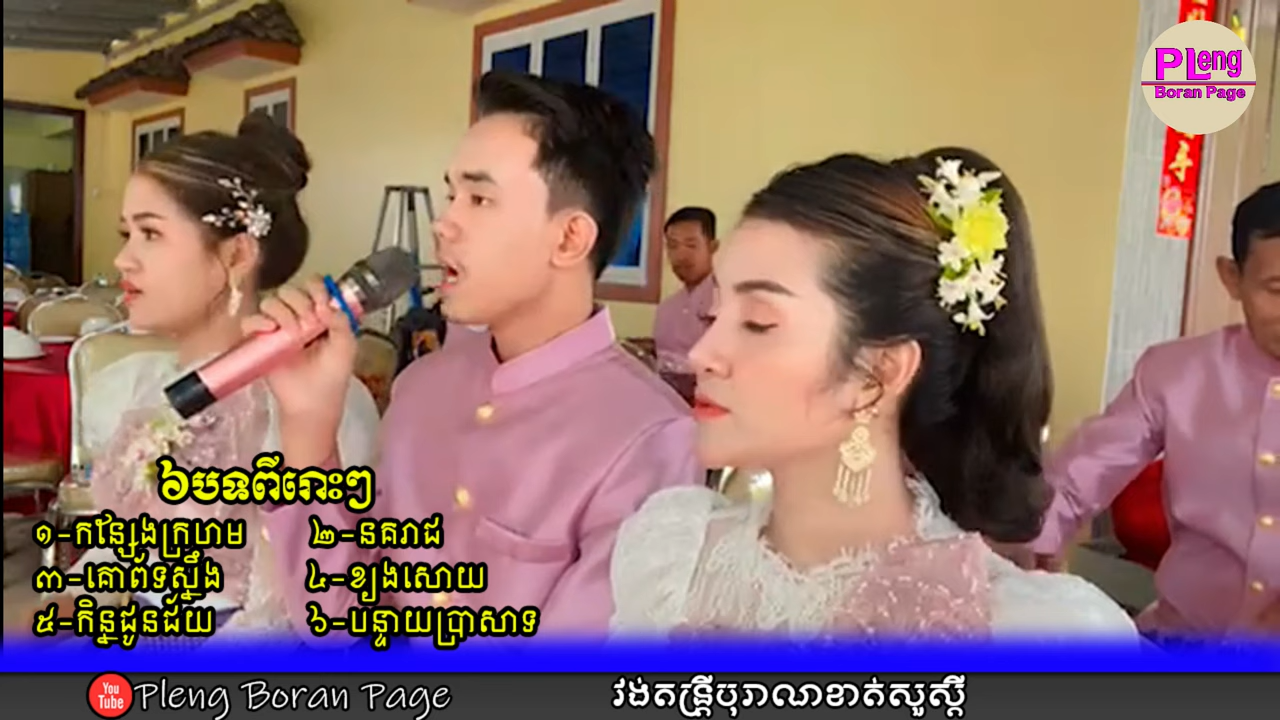 PLeng
Boran Page
手
៦បទពីរោះៗ
១-កន្សែងក្រហម ២-នគរាជ
៣-គោព័ទស្នឹង ៤-ខ្យងសោយ
៥-កិន្នដូនជ័យ ៦-បន្ទាយប្រាសាទ
You
Tube
Pleng Boran Page
វង់តន្ត្រីបុរាណខាត់សួស្តី